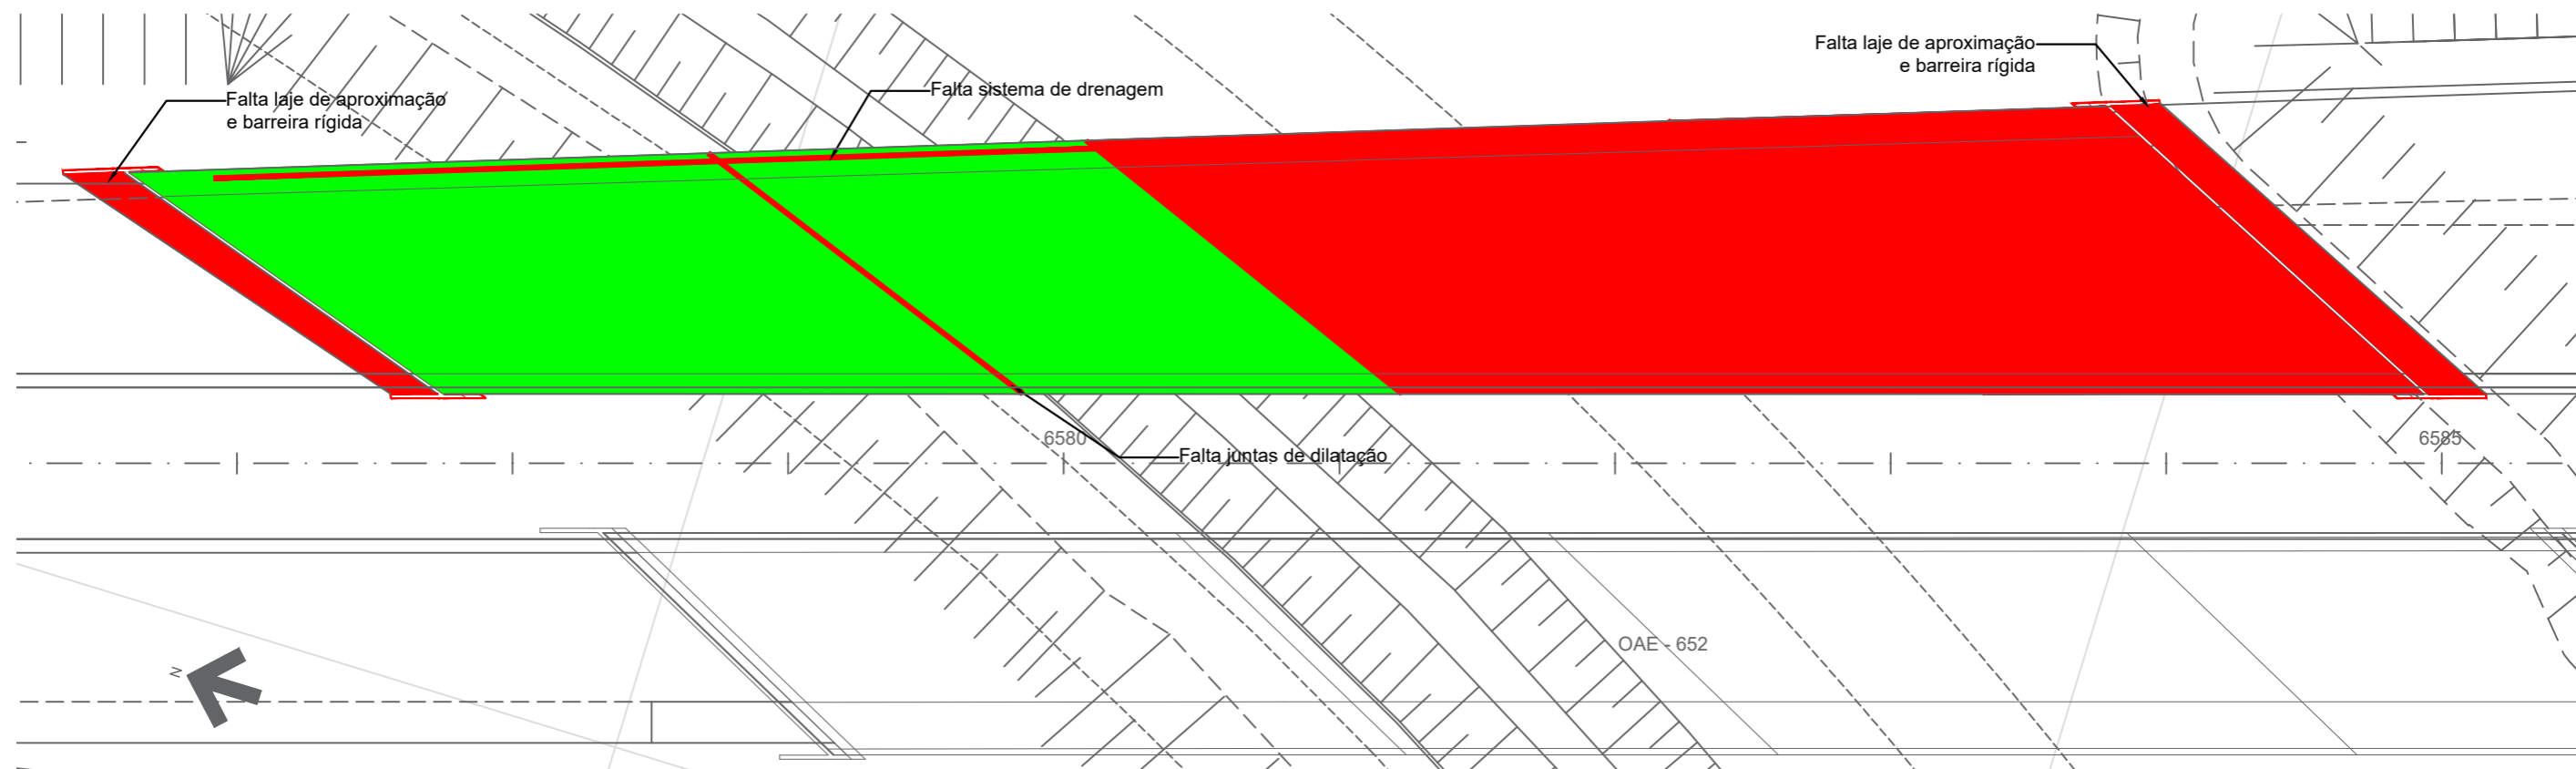 Falta laje de aproximação
e barreira rígida
Falta sistema de drenagem
Falta laje de aproximação
e barreira rígida
6580
6585
Falta juntas de dilatação
OAE - 652
N